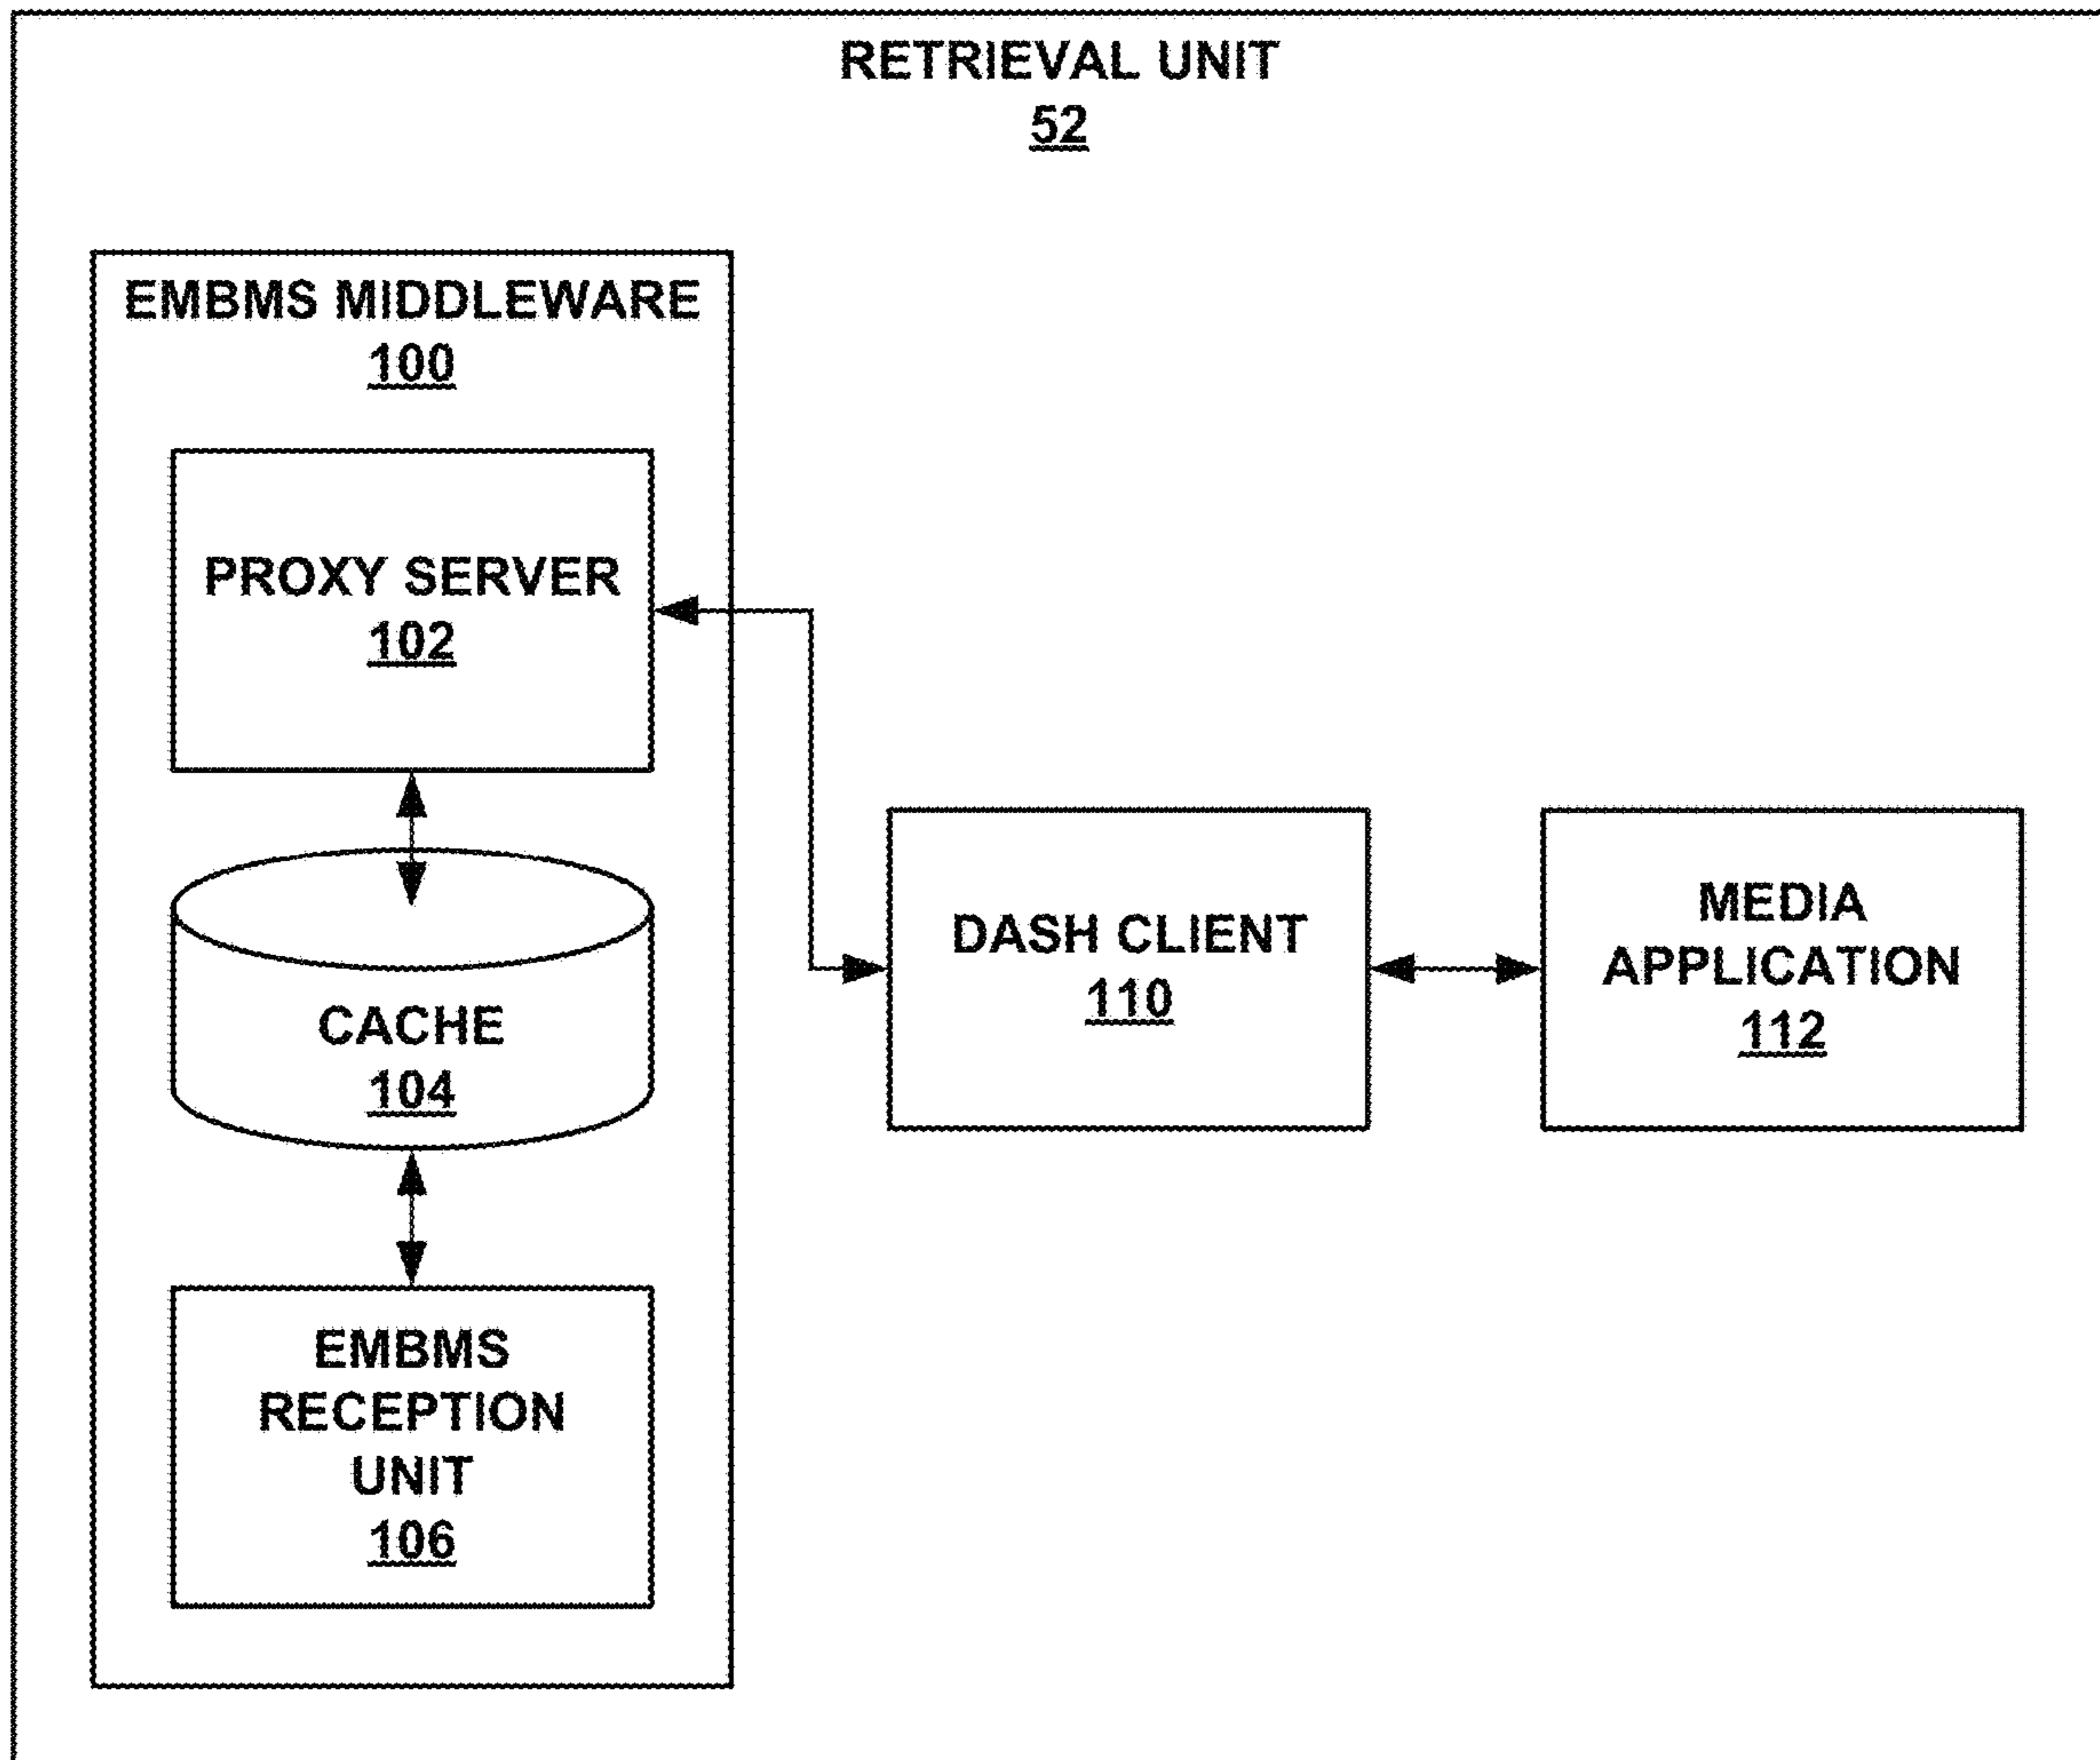 RETRIEVAL UNIT
52
EMBMS MIDDLEWARE
100
PROXY SERVER
102
CACHE
104
EMBMS
RECEPTION
UNIT
106
DASH CLIENT
110
MEDIA
APPLICATION
112